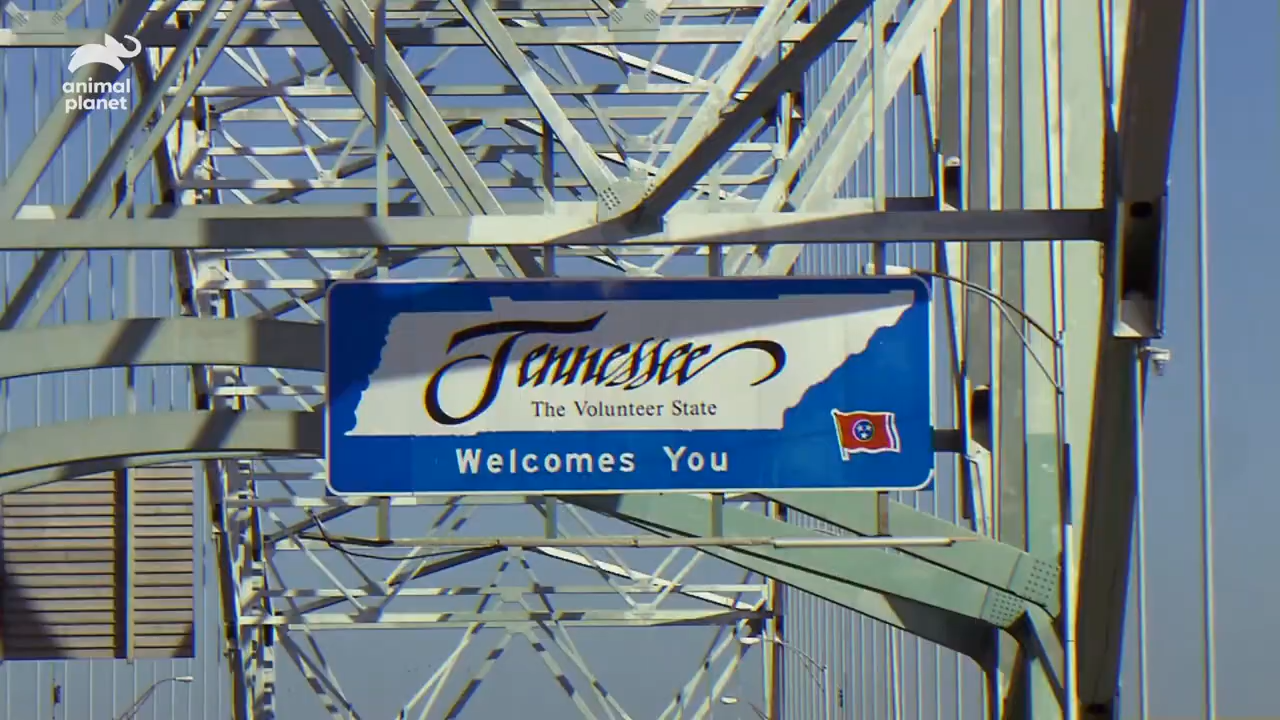 animal
planet
Tennessee
The Volunteer State
Welcomes You